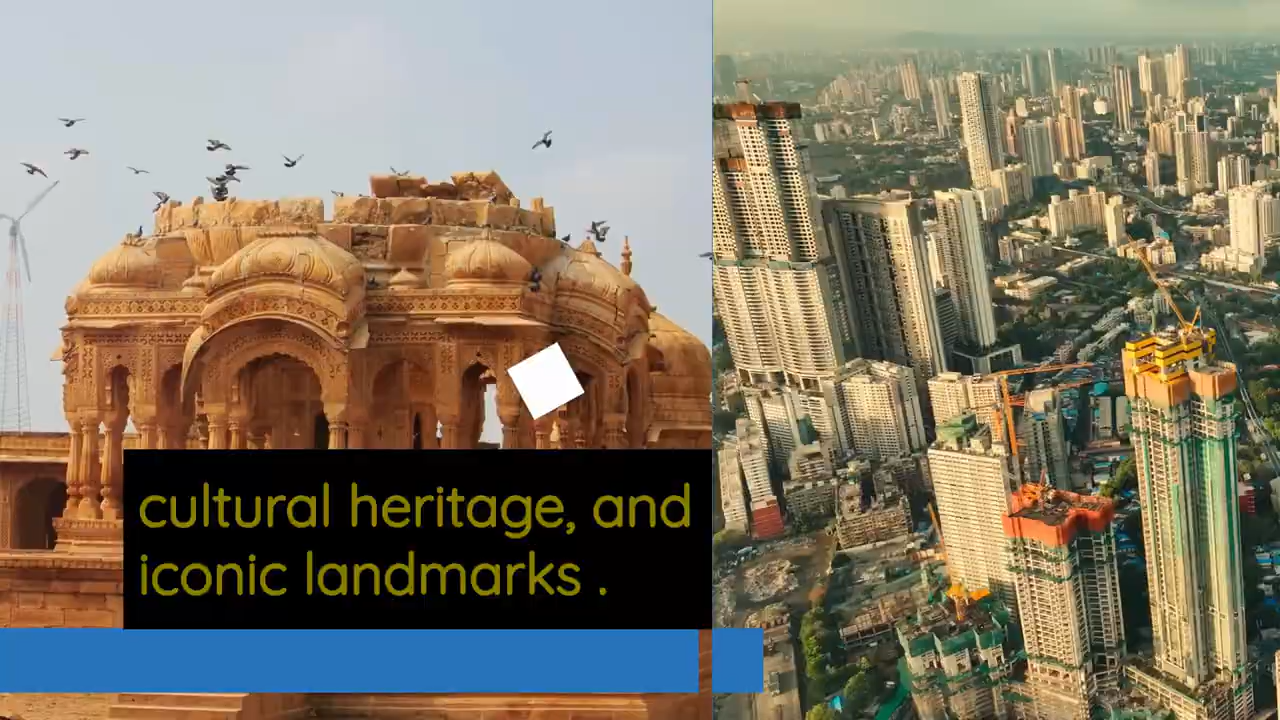 cultural heritage, and
iconic landmarks .